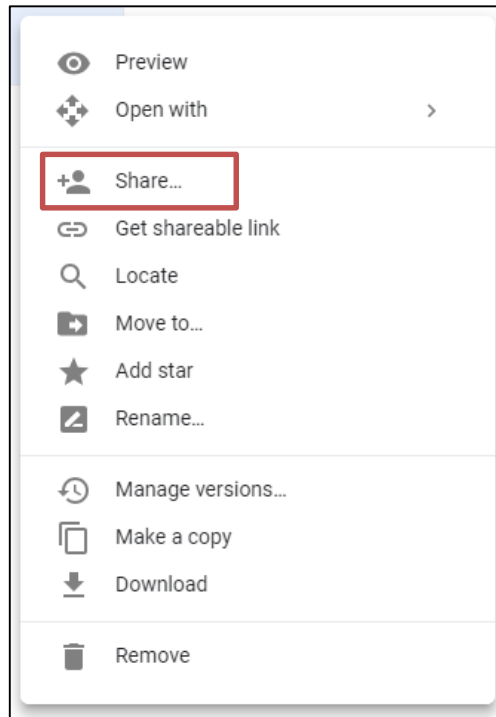 Preview
Open with
Share…
Get shareable link
Locate
Move to…
Add star
Rename…
Manage versions…
Make a copy
Download
Remove